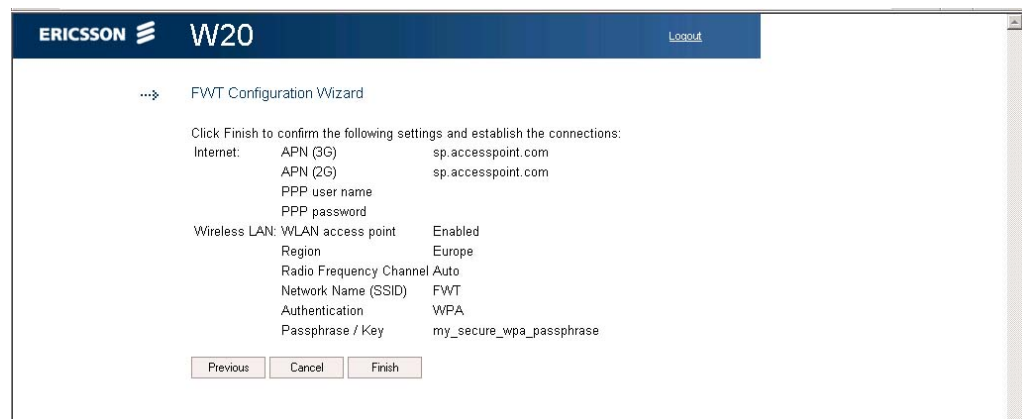 ERICSSON W20 Logout
FWT Configuration Wizard
Click Finish to confirm the following settings and establish the connections:
Internet: APN (3G) sp.accesspoint.com
APN (2G) sp.accesspoint.com
PPP user name
PPP password
Wireless LAN: WLAN access point Enabled
Region Europe
Radio Frequency Channel Auto
Network Name (SSID) FWT
Authentication WPA
Passphrase / Key my_secure_wpa_passphrase
Previous Cancel Finish